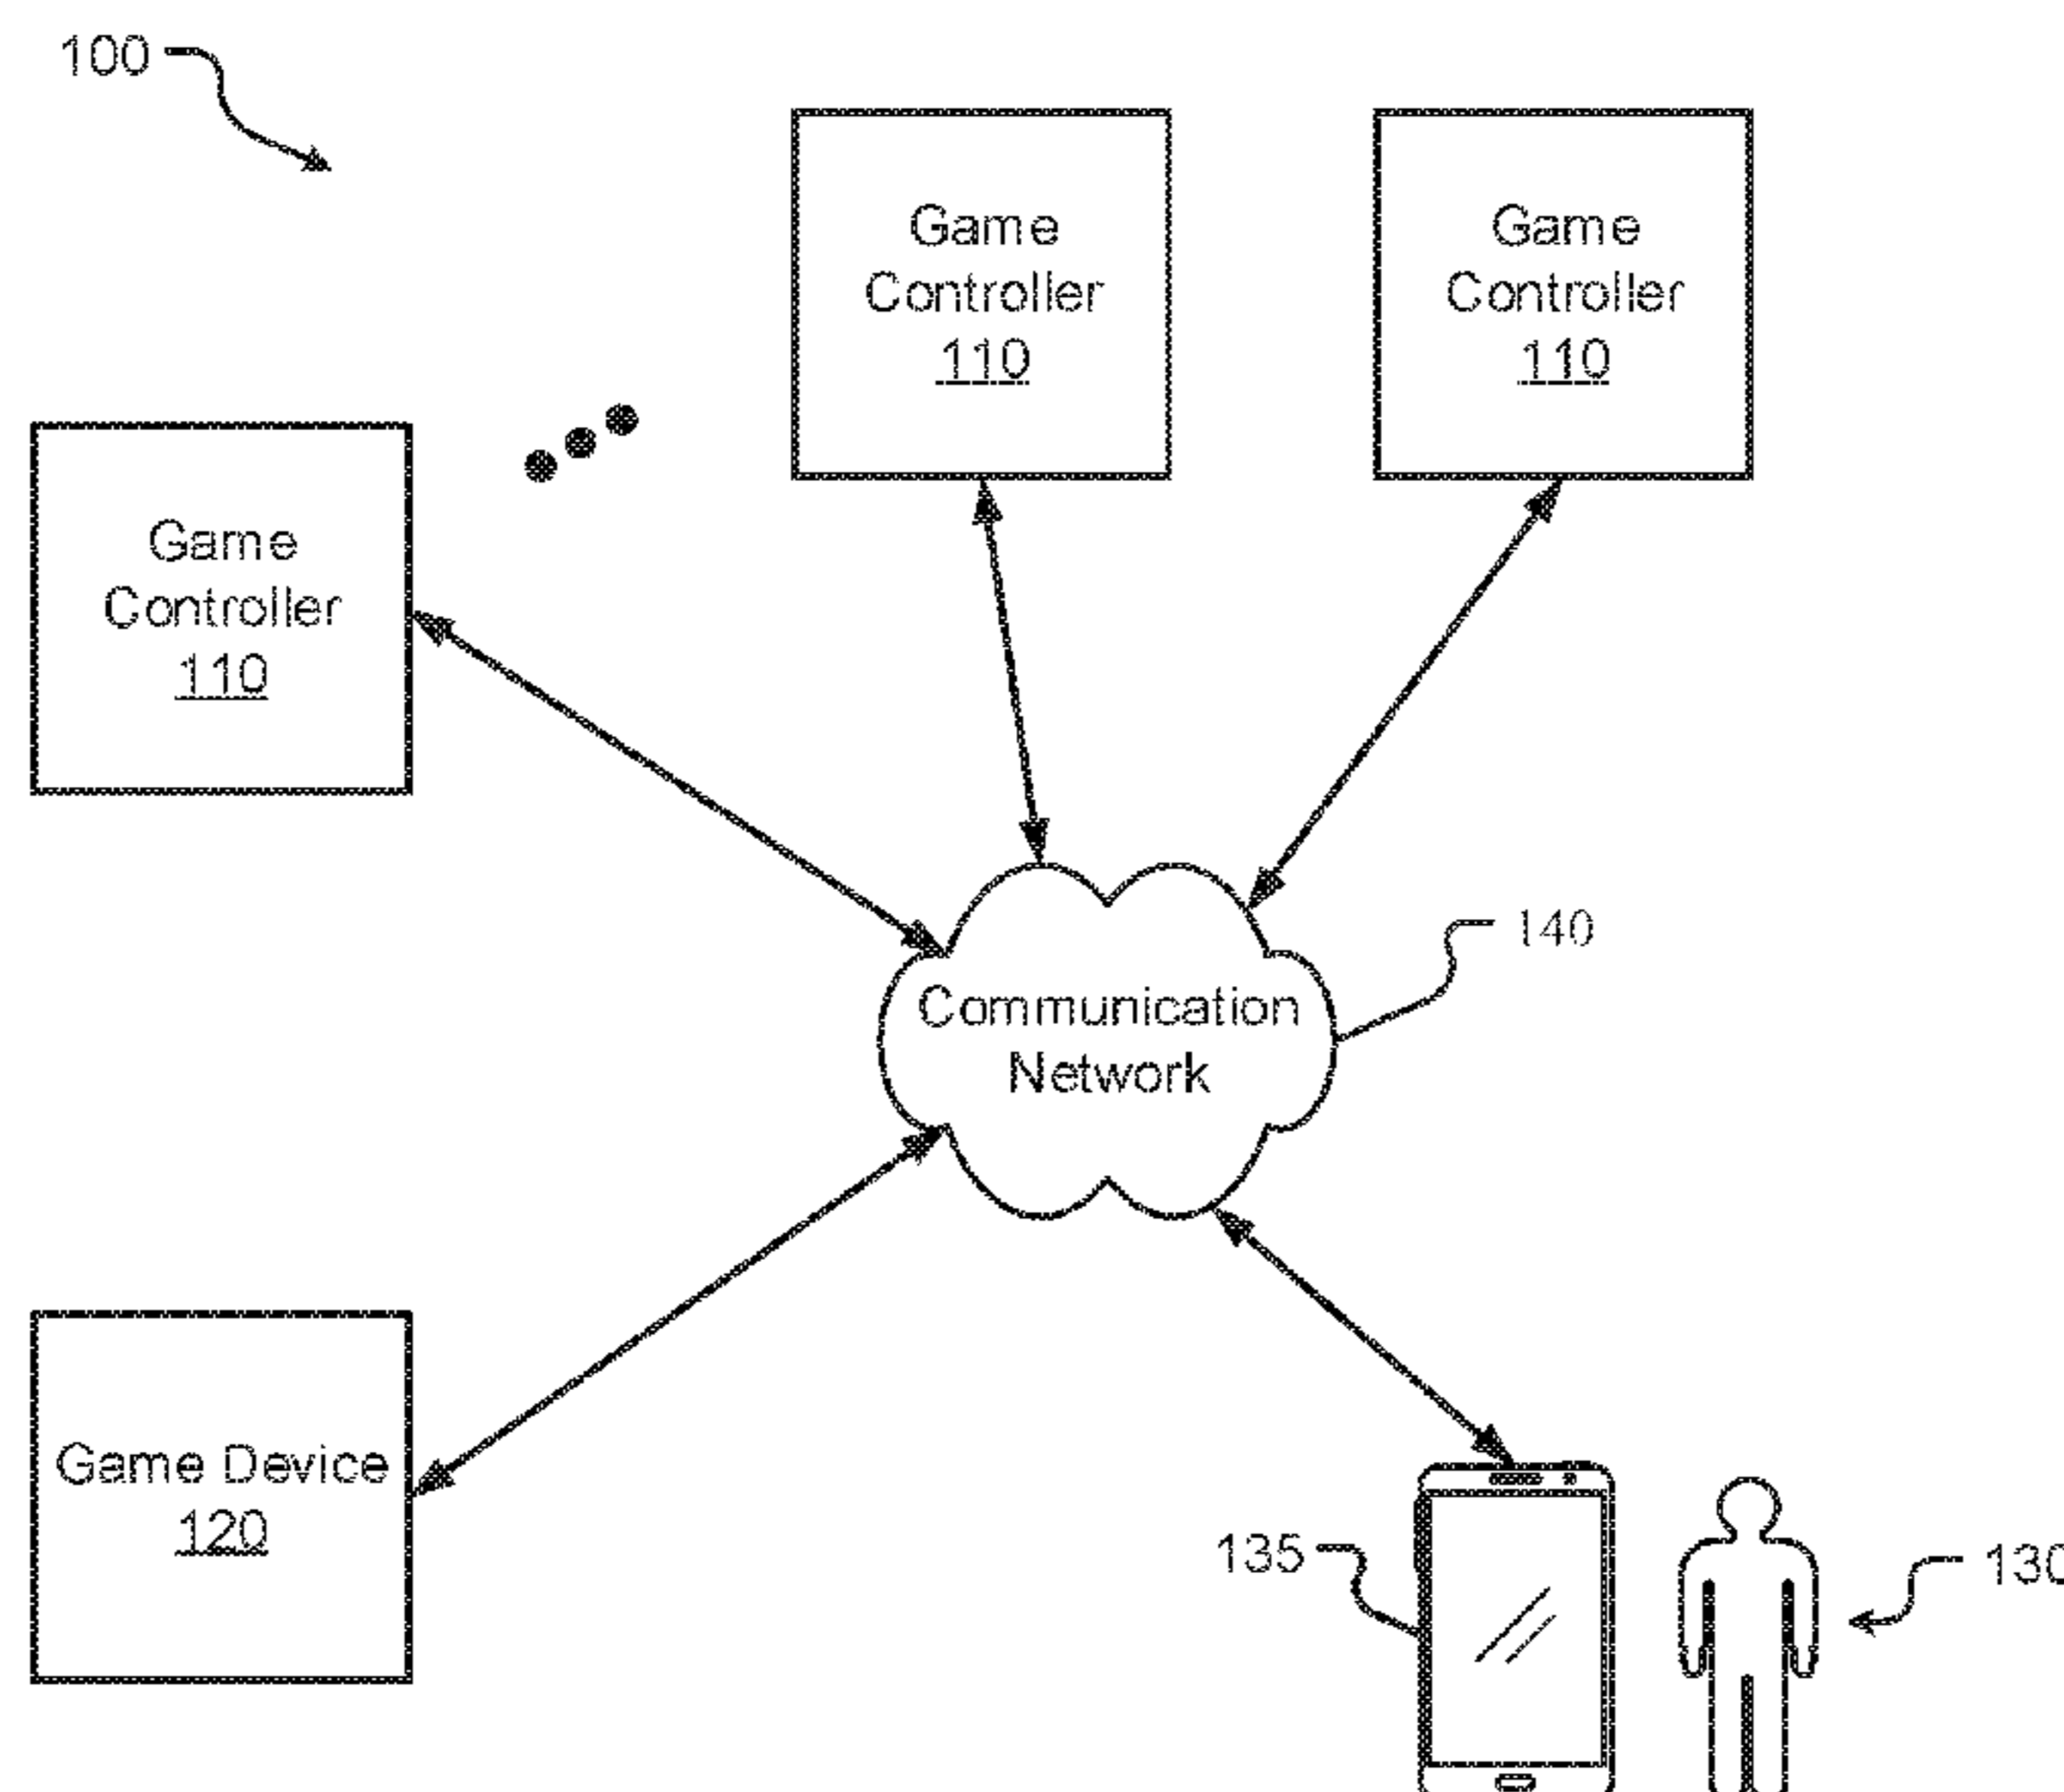 100
Game
Controller
110
Game
Controller
110
Game
Controller
110
140
Communication
Network
Game Device
120
135
130